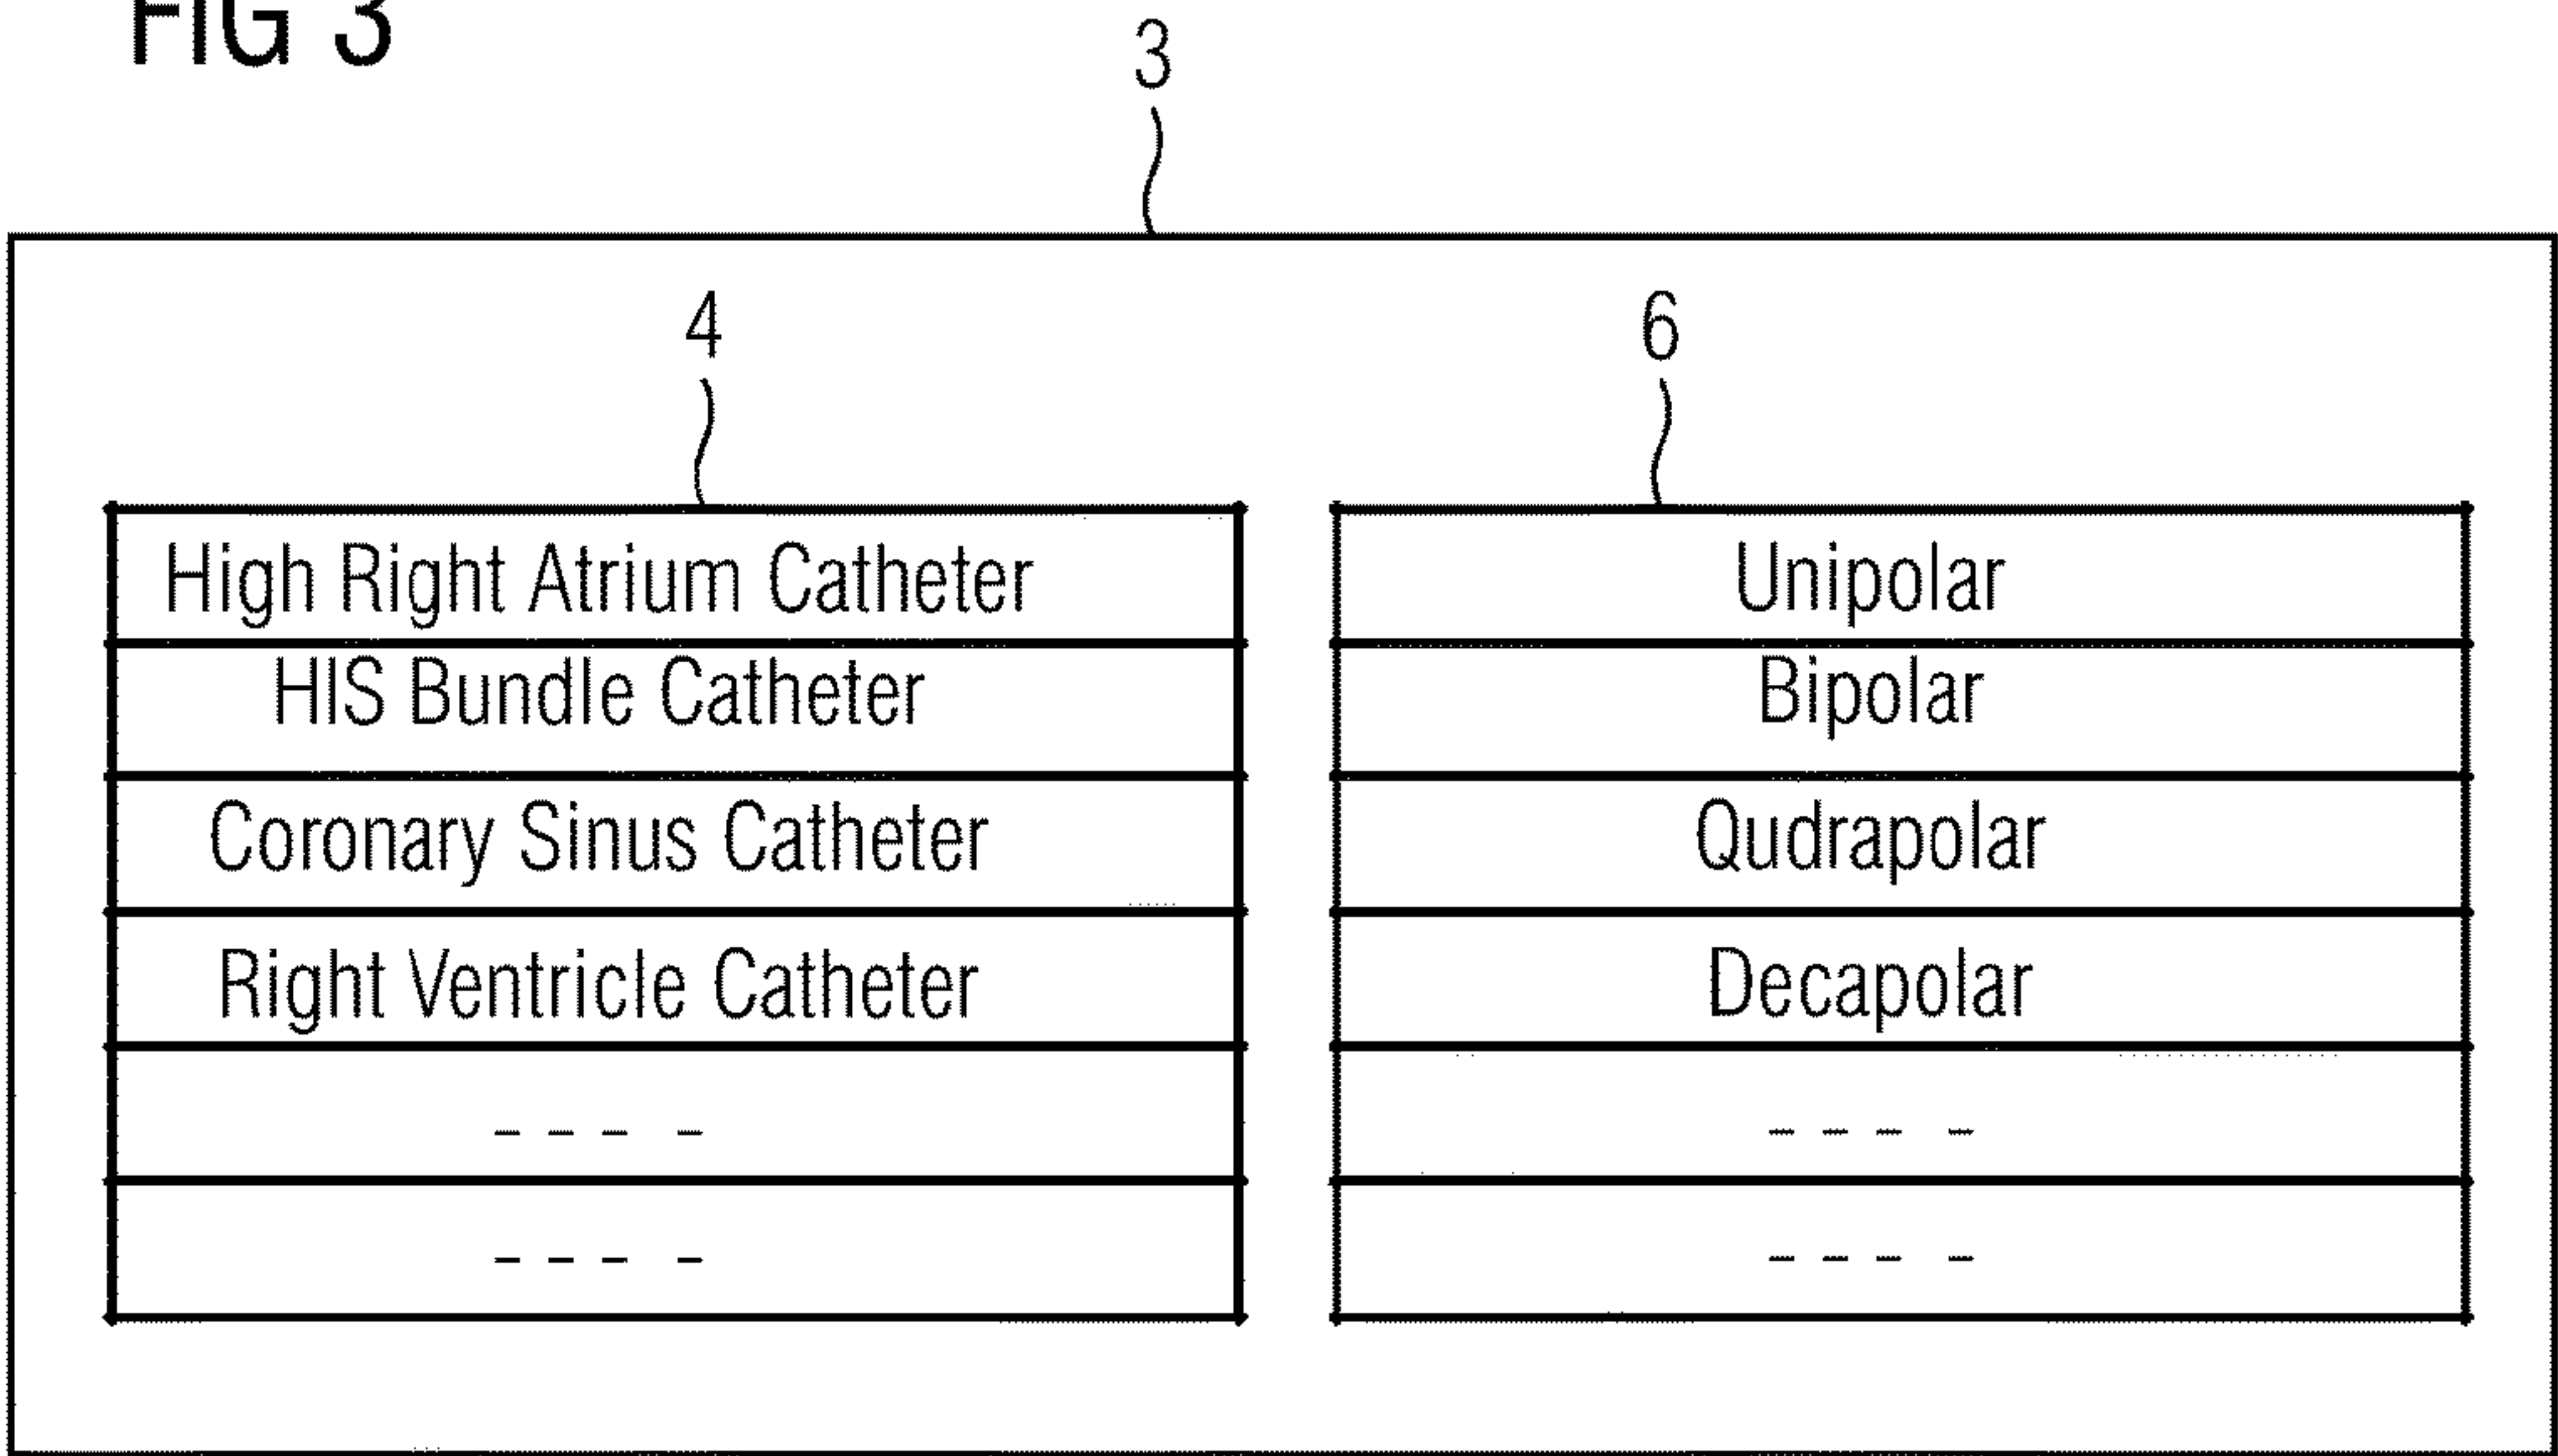 FIG 3
3
4
6
High Right Atrium Catheter
Unipolar
HIS Bundle Catheter
Bipolar
Coronary Sinus Catheter
Qudrapolar
Right Ventricle Catheter
Decapolar
- - - -
- - - -
- - - -
- - - -